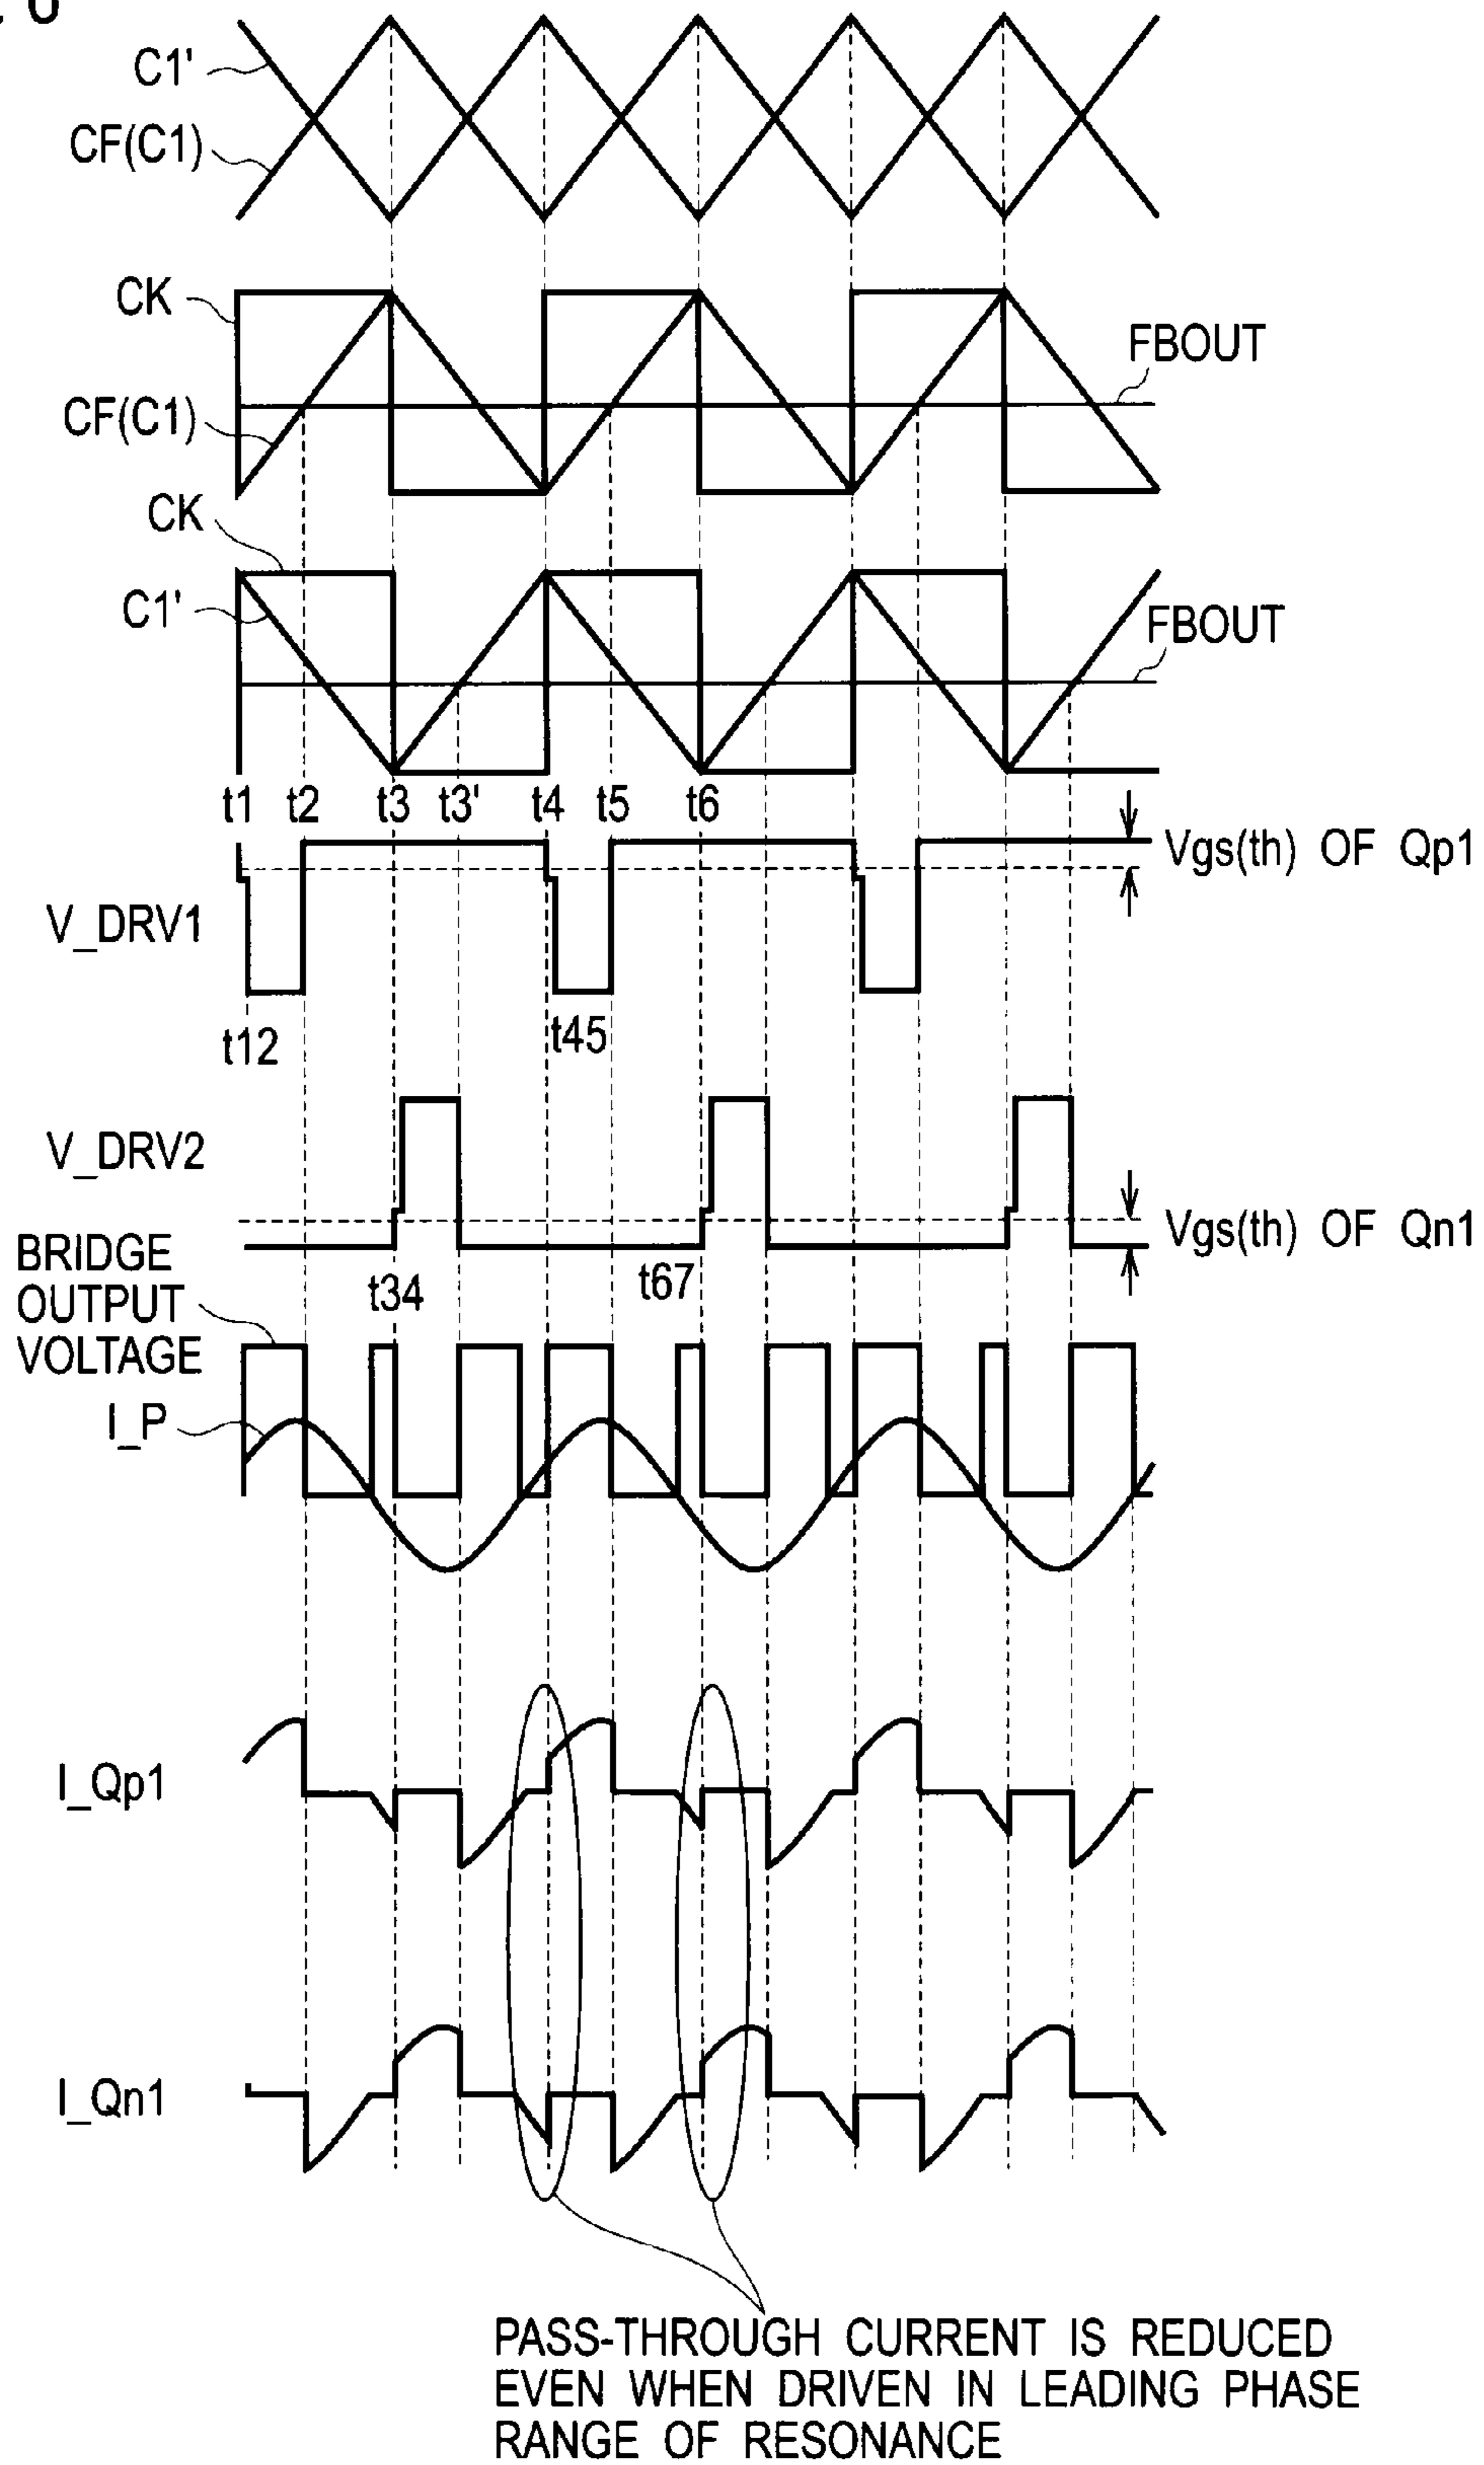 C1'
CF(C1)
CK
FBOUT
CF(C1)
CK
C1'
FBOUT
t1 t2 t3 t3' t4 t5 t6
Vgs(th) OF Qp1
V_DRV1
t12 t45
V_DRV2
Vgs(th) OF Qn1
t34 t67
BRIDGE
OUTPUT
VOLTAGE
I_P
I_Qp1
I_Qn1
PASS-THROUGH CURRENT IS REDUCED
EVEN WHEN DRIVEN IN LEADING PHASE
RANGE OF RESONANCE